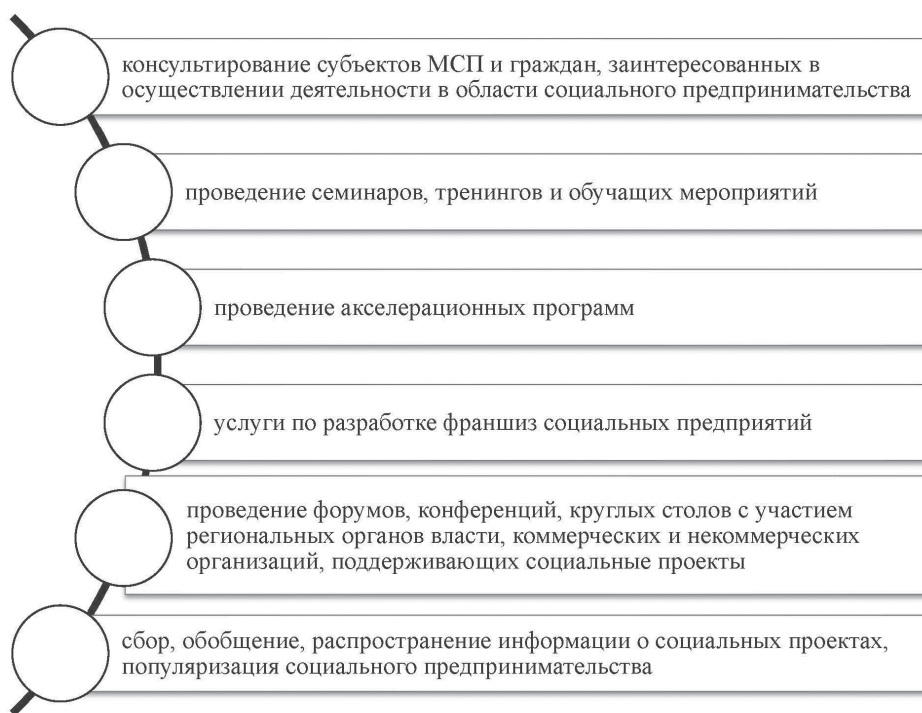 консультирование субъектов МСП и граждан, заинтересованных в
осуществлении деятельности в области социального предпринимательства
проведение семинаров, тренингов и обучащих мероприятий
проведение акселерационных программ
услуги по разработке франшиз социальных предприятий
проведение форумов, конференций, круглых столов с участием
региональных органов власти, коммерческих и некоммерческих
организаций, поддерживающих социальные проекты
сбор, обобщение, распространение информации о социальных проектах,
популяризация социального предпринимательства